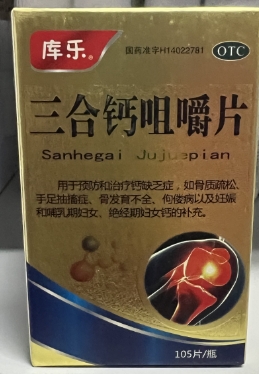 库乐®
国药准字H14022781
OTC
三合钙咀嚼片
Sanhegai Jujuepian
用于预防和治疗钙缺乏症，如骨质疏松、
手足抽搐症、骨发育不全、佝偻病以及妊娠
和哺乳期妇女、绝经期妇女钙的补充。
105片/瓶